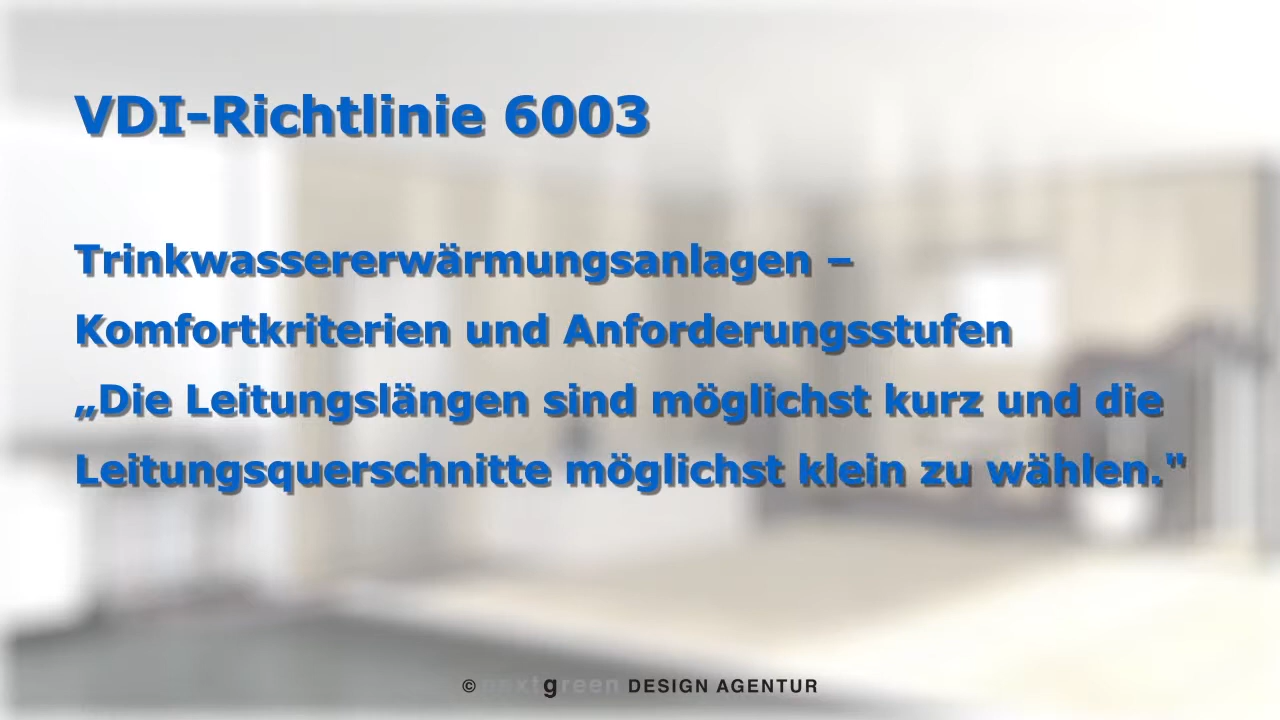 VDI-Richtlinie 6003
Trinkwassererwärmungsanlagen –
Komfortkriterien und Anforderungsstufen
„Die Leitungslängen sind möglichst kurz und die
Leitungsquerschnitte möglichst klein zu wählen."
© nextgreen DESIGN AGENTUR